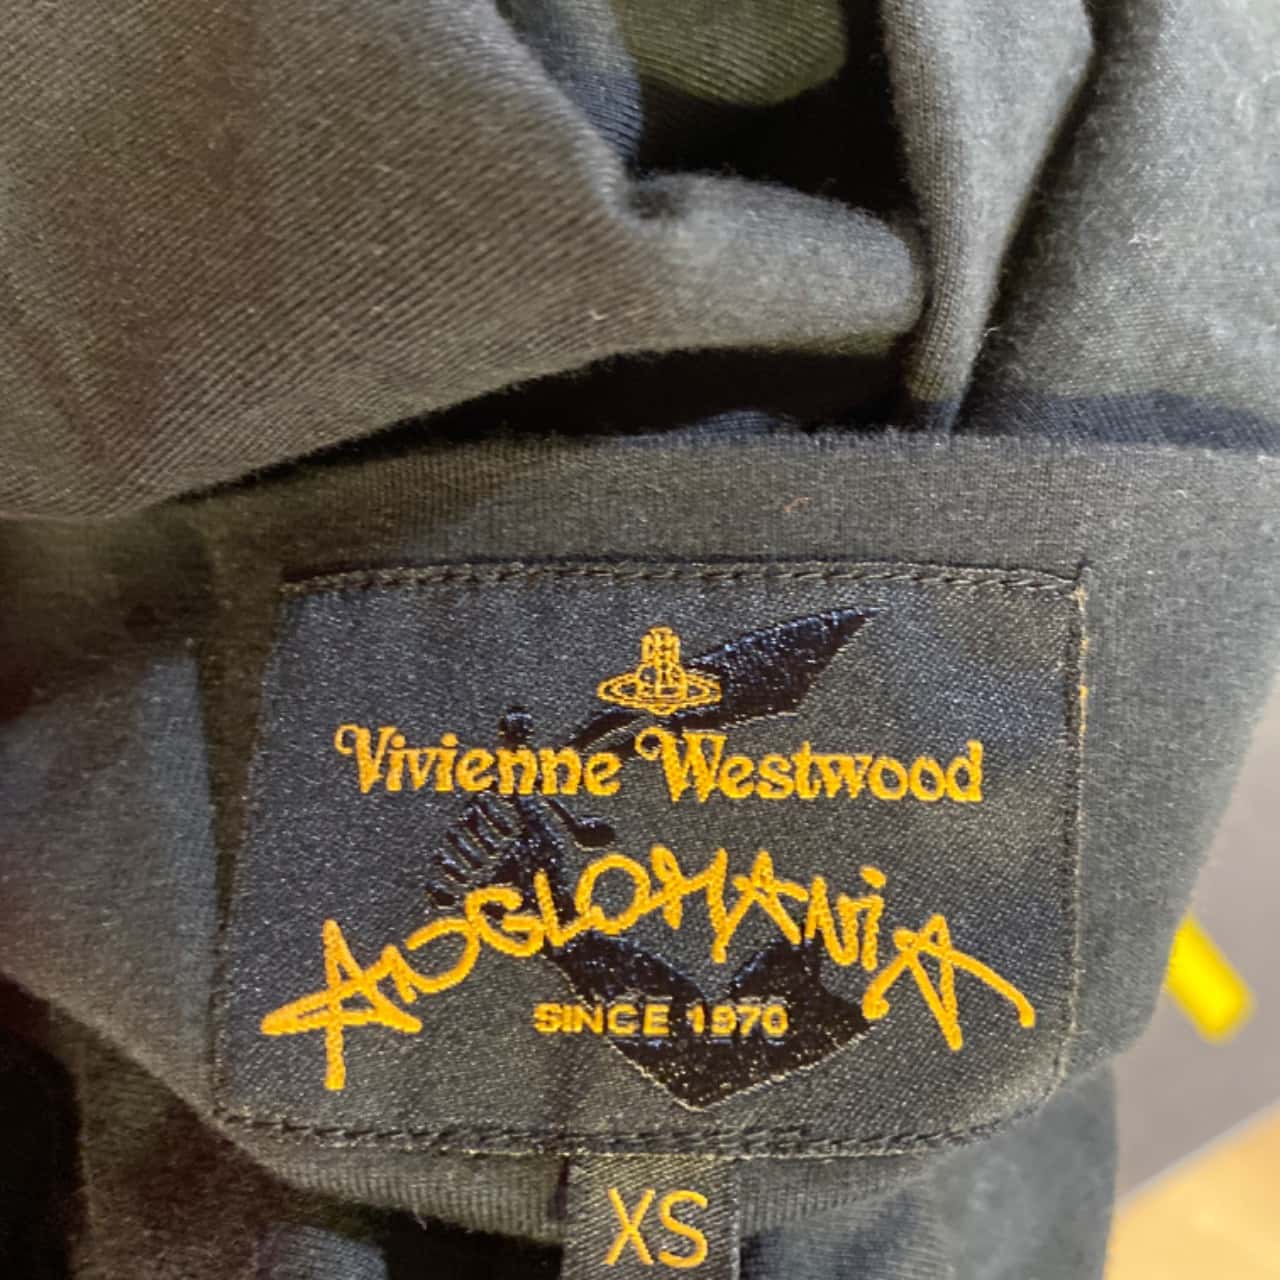 Vivienne Westwood
ANGLOMANIA
SINCE 1970
XS